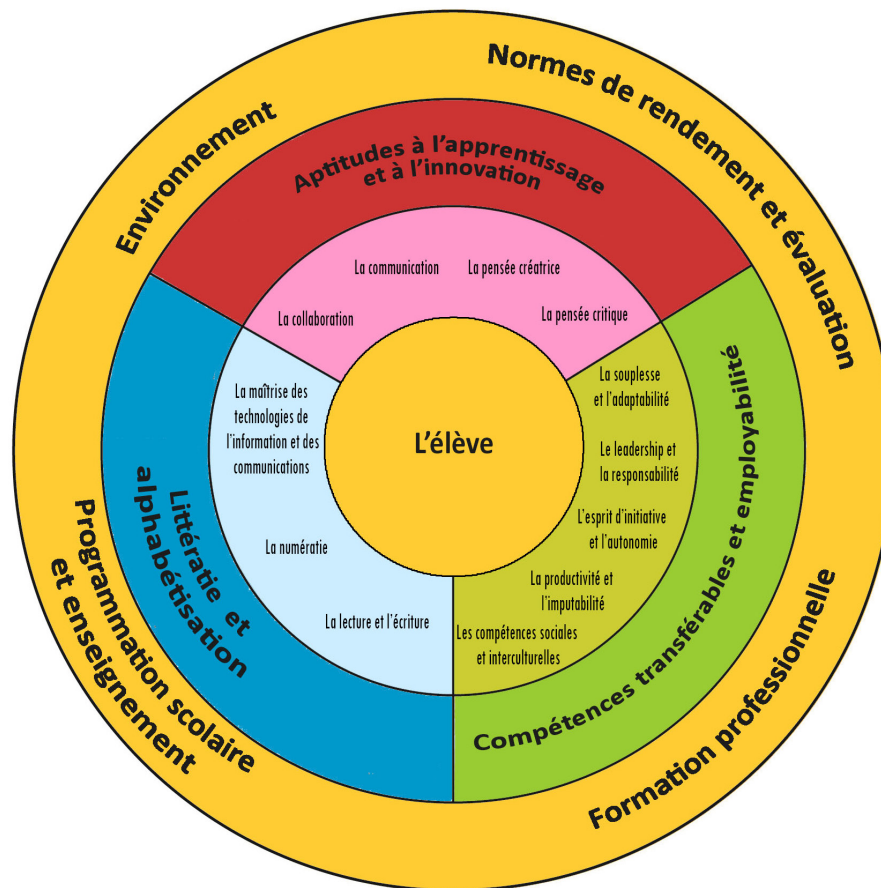 Environnement
Normes de rendement et évaluation
Aptitudes à l'apprentissage
et à l'innovation
La communication
La pensée créatrice
La collaboration
La pensée critique
La maîtrise des
technologies de
l'information et des
communications
La numératie
La lecture et l'écriture
L'élève
La souplesse
et l'adaptabilité
Le leadership et
la responsabilité
L'esprit d'initiative
et l'autonomie
La productivité et
l'imputabilité
Les compétences sociales
et interculturelles
Littératie et
alphabétisation
Compétences transférables et employabilité
Programmation scolaire
et enseignement
Formation professionnelle